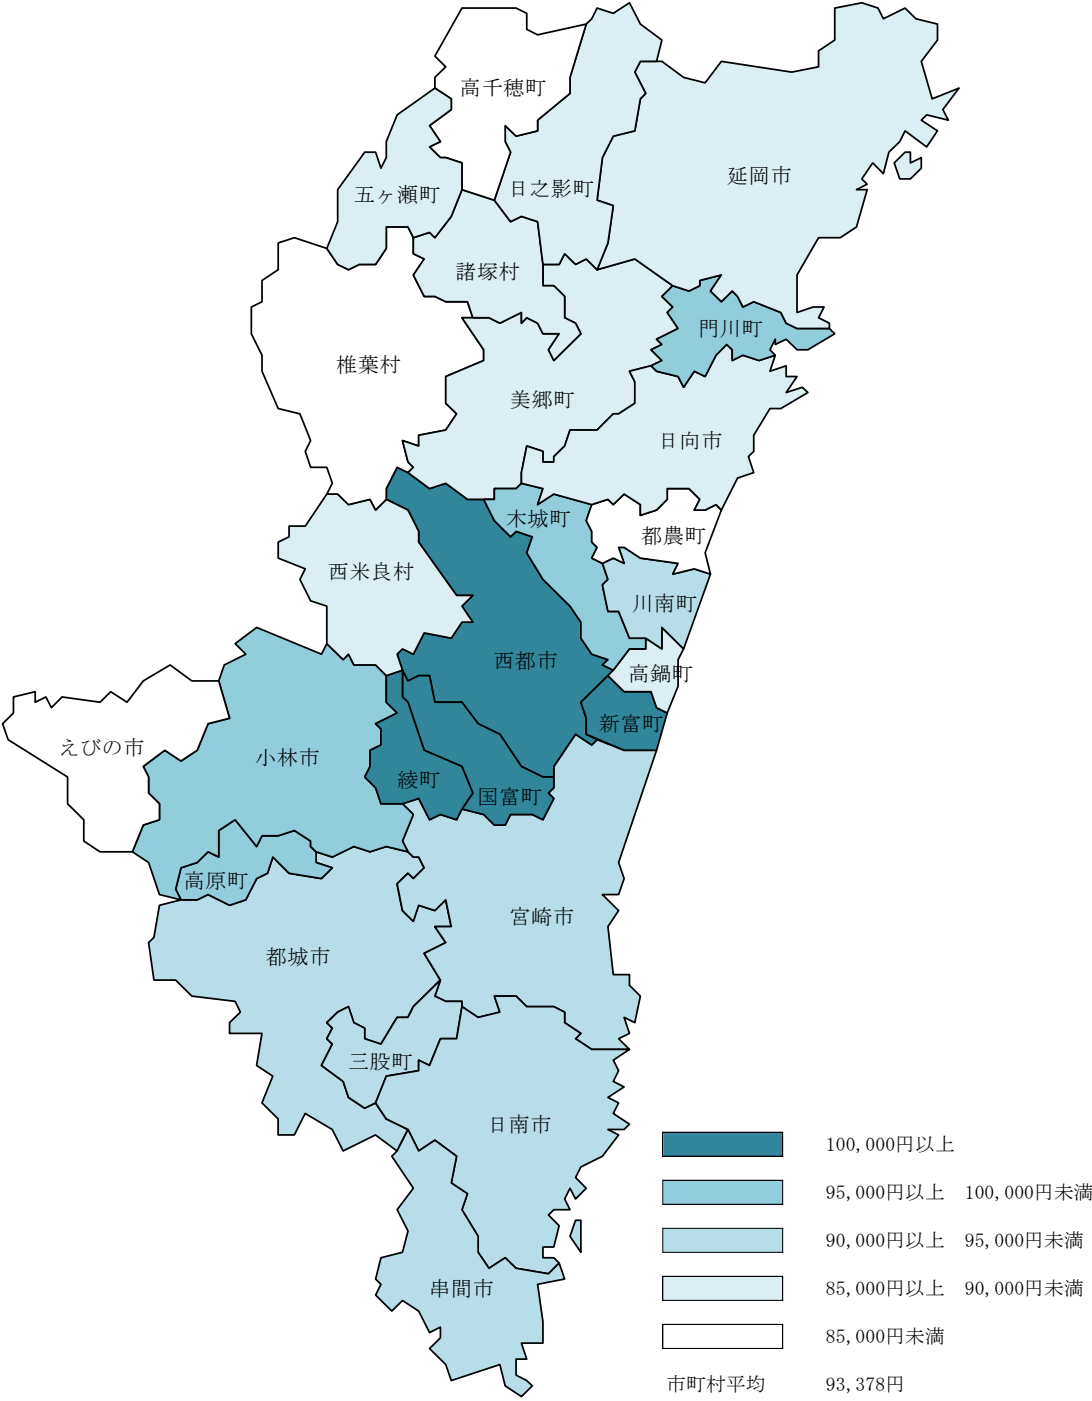 高千穂町
延岡市
日之影町
五ヶ瀬町
諸塚村
門川町
椎葉村
美郷町
日向市
木城町
都農町
西米良村
川南町
西都市
高鍋町
新富町
えびの市
小林市
綾町
国富町
高原町
宮崎市
都城市
三股町
日南市
串間市
100,000円以上
95,000円以上 100,000円未満
90,000円以上 95,000円未満
85,000円以上 90,000円未満
85,000円未満
市町村平均 93,378円